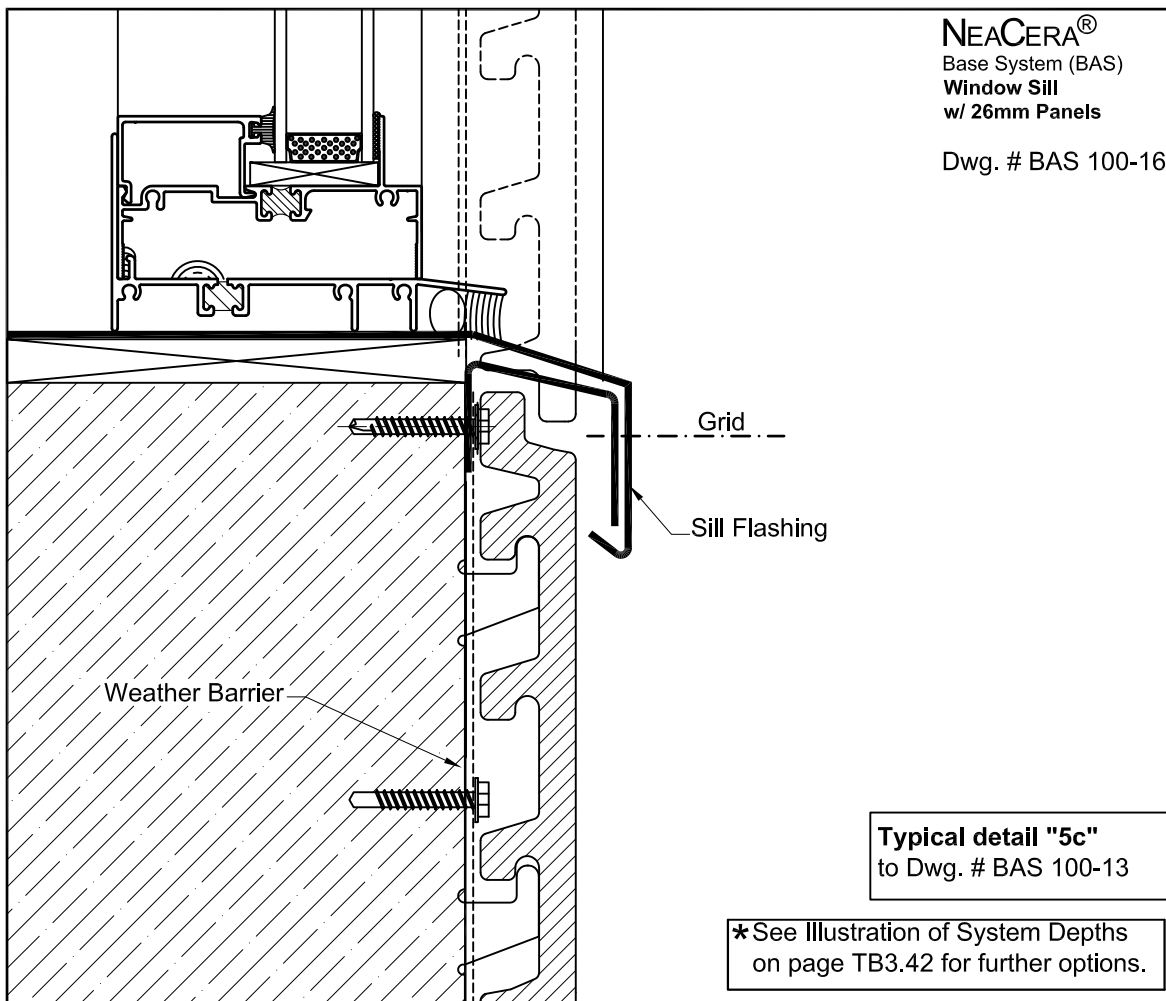 NEACERA®
Base System (BAS)
Window Sill
w/ 26mm Panels
Dwg. # BAS 100-16
Grid
Sill Flashing
Weather Barrier
Typical detail "5c"
to Dwg. # BAS 100-13
*See Illustration of System Depths
on page TB3.42 for further options.